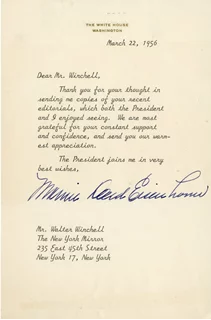 THE WHITE HOUSE
WASHINGTON
March 22, 1956
Dear Mr. Winchell,
Thank you for your thought in
sending me copies of your recent
editorials, which both the President
and I enjoyed seeing. We are most
grateful for your constant support
and confidence, and send you our warm-
est appreciation.
The President joins me in very
best wishes,
Mamie Doud Eisenhower
Mr. Walter Winchell
The New York Mirror
235 East 45th Street
New York 17, New York